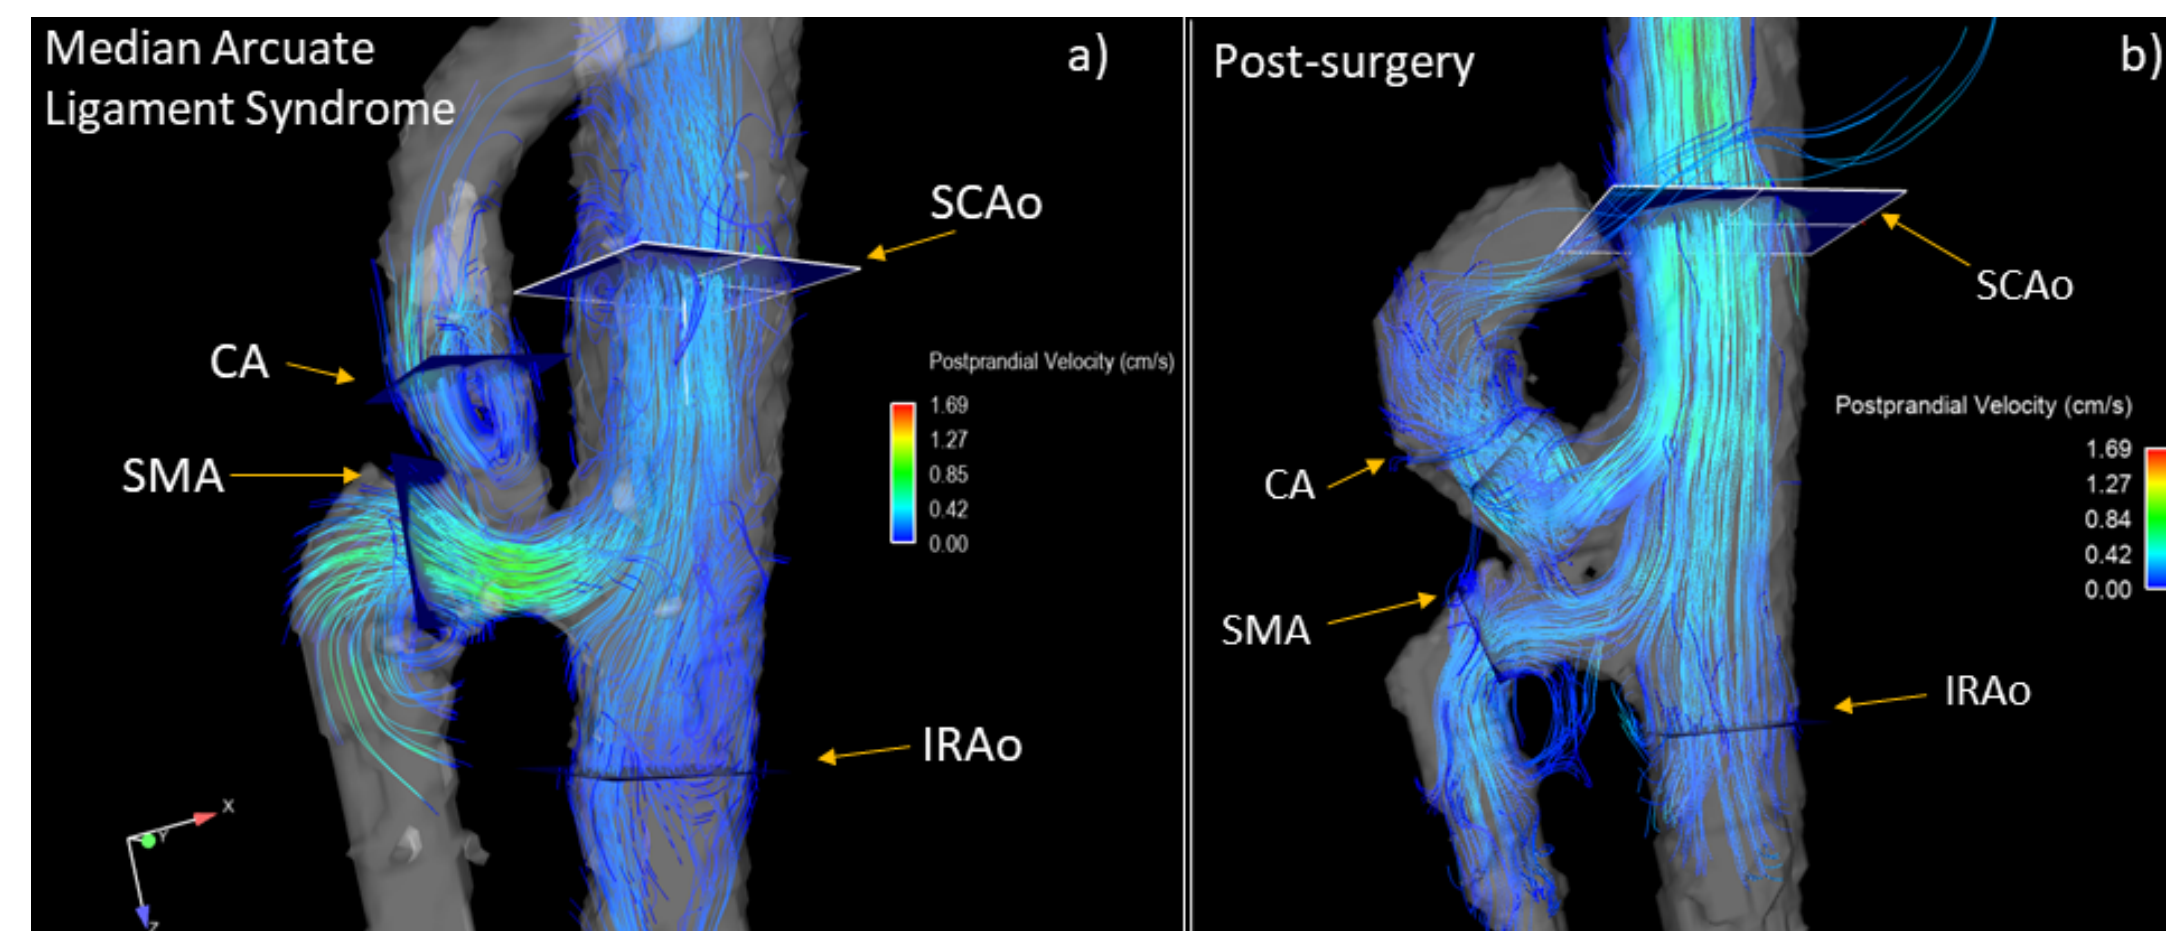 Median Arcuate
Ligament Syndrome
a)
SCAo
CA
SMA
Postprandial Velocity (cm/s)
1.69
1.27
0.85
0.42
0.00
IRAo
X
Y
Z
Post-surgery
b)
SCAo
Postprandial Velocity (cm/s)
1.69
1.27
0.84
0.42
0.00
CA
SMA
IRAo